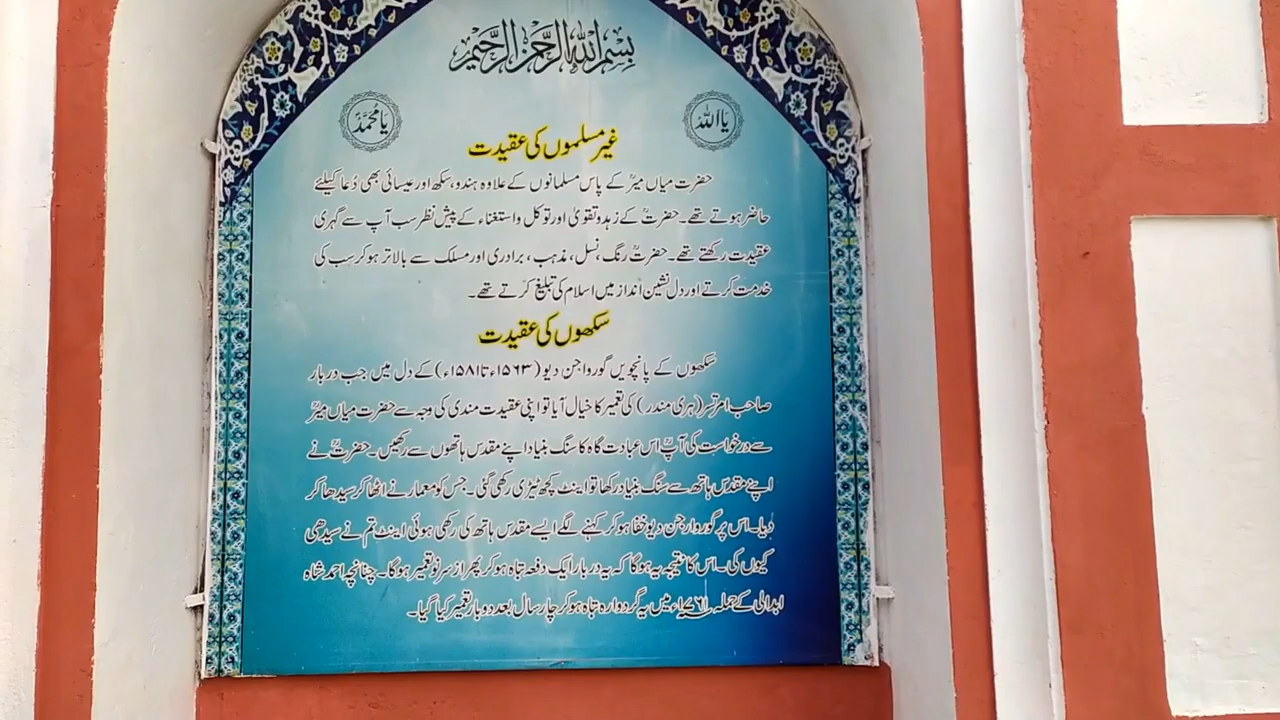 بسم اللہ الرحمن الرحیم
یا اللہ
یا محمدؐ
غیر مسلموں کی عقیدت
حضرت میاں میرؒ کے پاس مسلمانوں کے علاوہ ہندو، سکھ اور عیسائی بھی دُعا کیلئے
حاضر ہوتے تھے۔ حضرتؒ کے زہد و تقویٰ اور توکل و استغناء کے پیش نظر سب آپ سے گہری
عقیدت رکھتے تھے۔ حضرتؒ رنگ، نسل، مذہب، برادری اور مسلک سے بالاتر ہو کر سب کی
خدمت کرتے اور دل نشین انداز میں اسلام کی تبلیغ کرتے تھے۔
سکھوں کی عقیدت
سکھوں کے پانچویں گورو ارجن دیو (۱۵۶۳ء تا ۱۵۸۱ء) کے دل میں جب دربار
صاحب امرتسر (ہری مندر) کی تعمیر کا خیال آیا تو اپنی عقیدت مندی کی وجہ سے حضرت میاں میرؒ
سے درخواست کی آپؒ اس عبادت گاہ کا سنگ بنیاد اپنے مقدس ہاتھوں سے رکھیں۔ حضرتؒ نے
اپنے مقدس ہاتھ سے سنگ بنیاد رکھا تو اینٹ کچھ ٹیڑی رکھی گئی۔ جس کو معمار نے اٹھا کر سیدھا کر
دیا۔ اس پر گورو ارجن دیو خفا ہو کر کہنے لگے ایسے مقدس ہاتھ کی رکھی ہوئی اینٹ تم نے سیدھی
کیوں کی۔ اس کا نتیجہ یہ ہوگا کہ یہ دربار ایک دفعہ تباہ ہو کر پھر از سر نو تعمیر ہوگا۔ چنانچہ احمد شاہ
ابدالی کے حملہ ۱۷۶۱ء میں یہ گردوارہ تباہ ہو کر چار سال بعد دوبار تعمیر کیا گیا۔